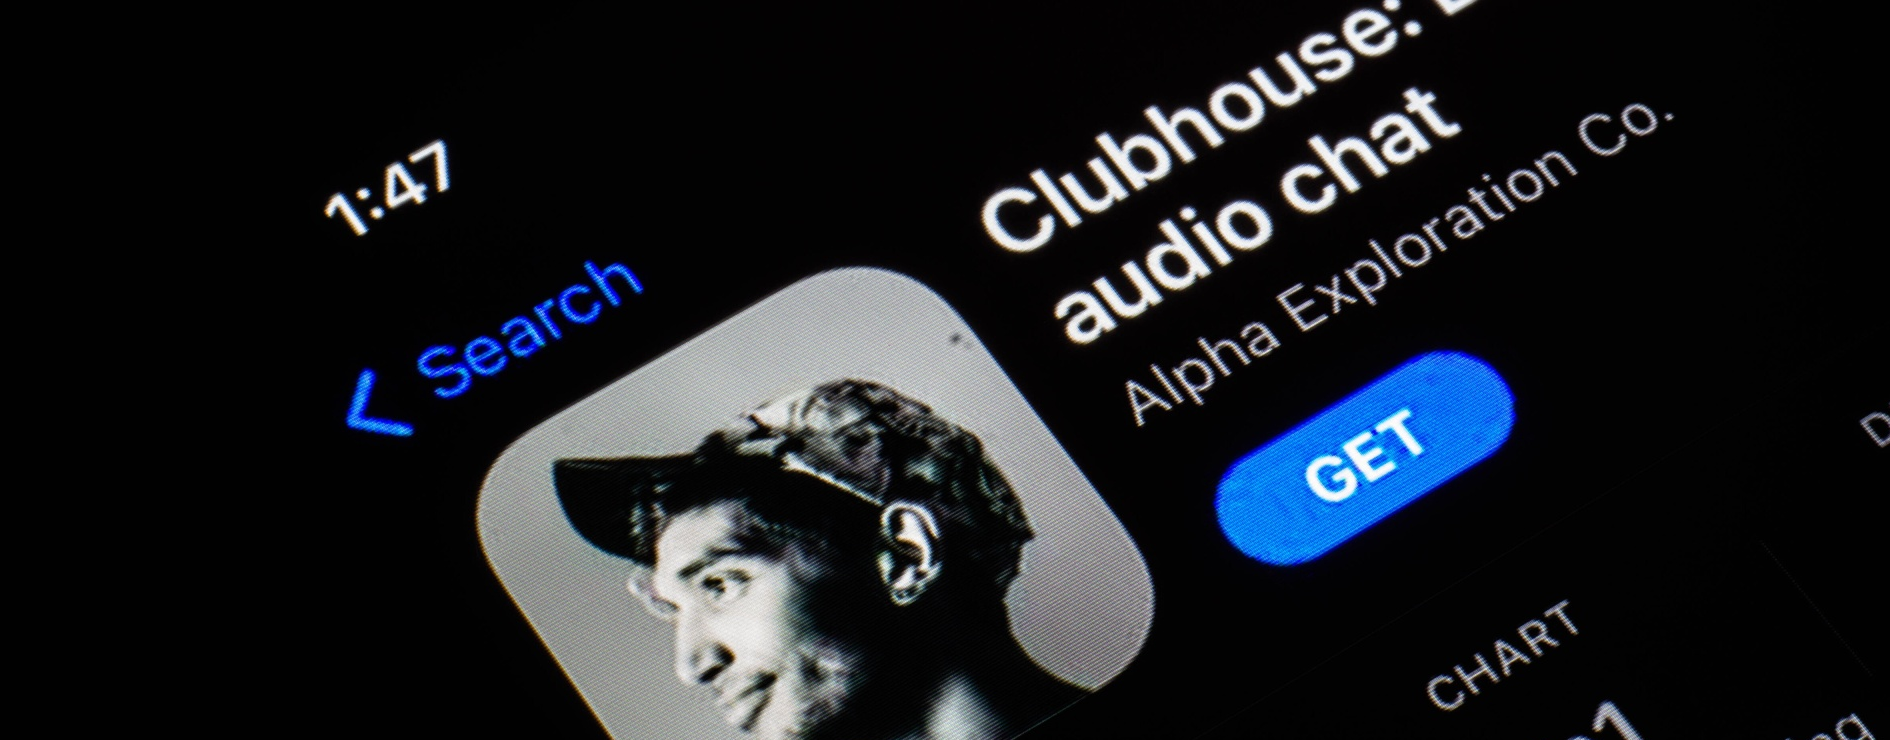 1:47
Search
Clubhouse:
audio chat
Alpha Exploration Co.
GET
CHART